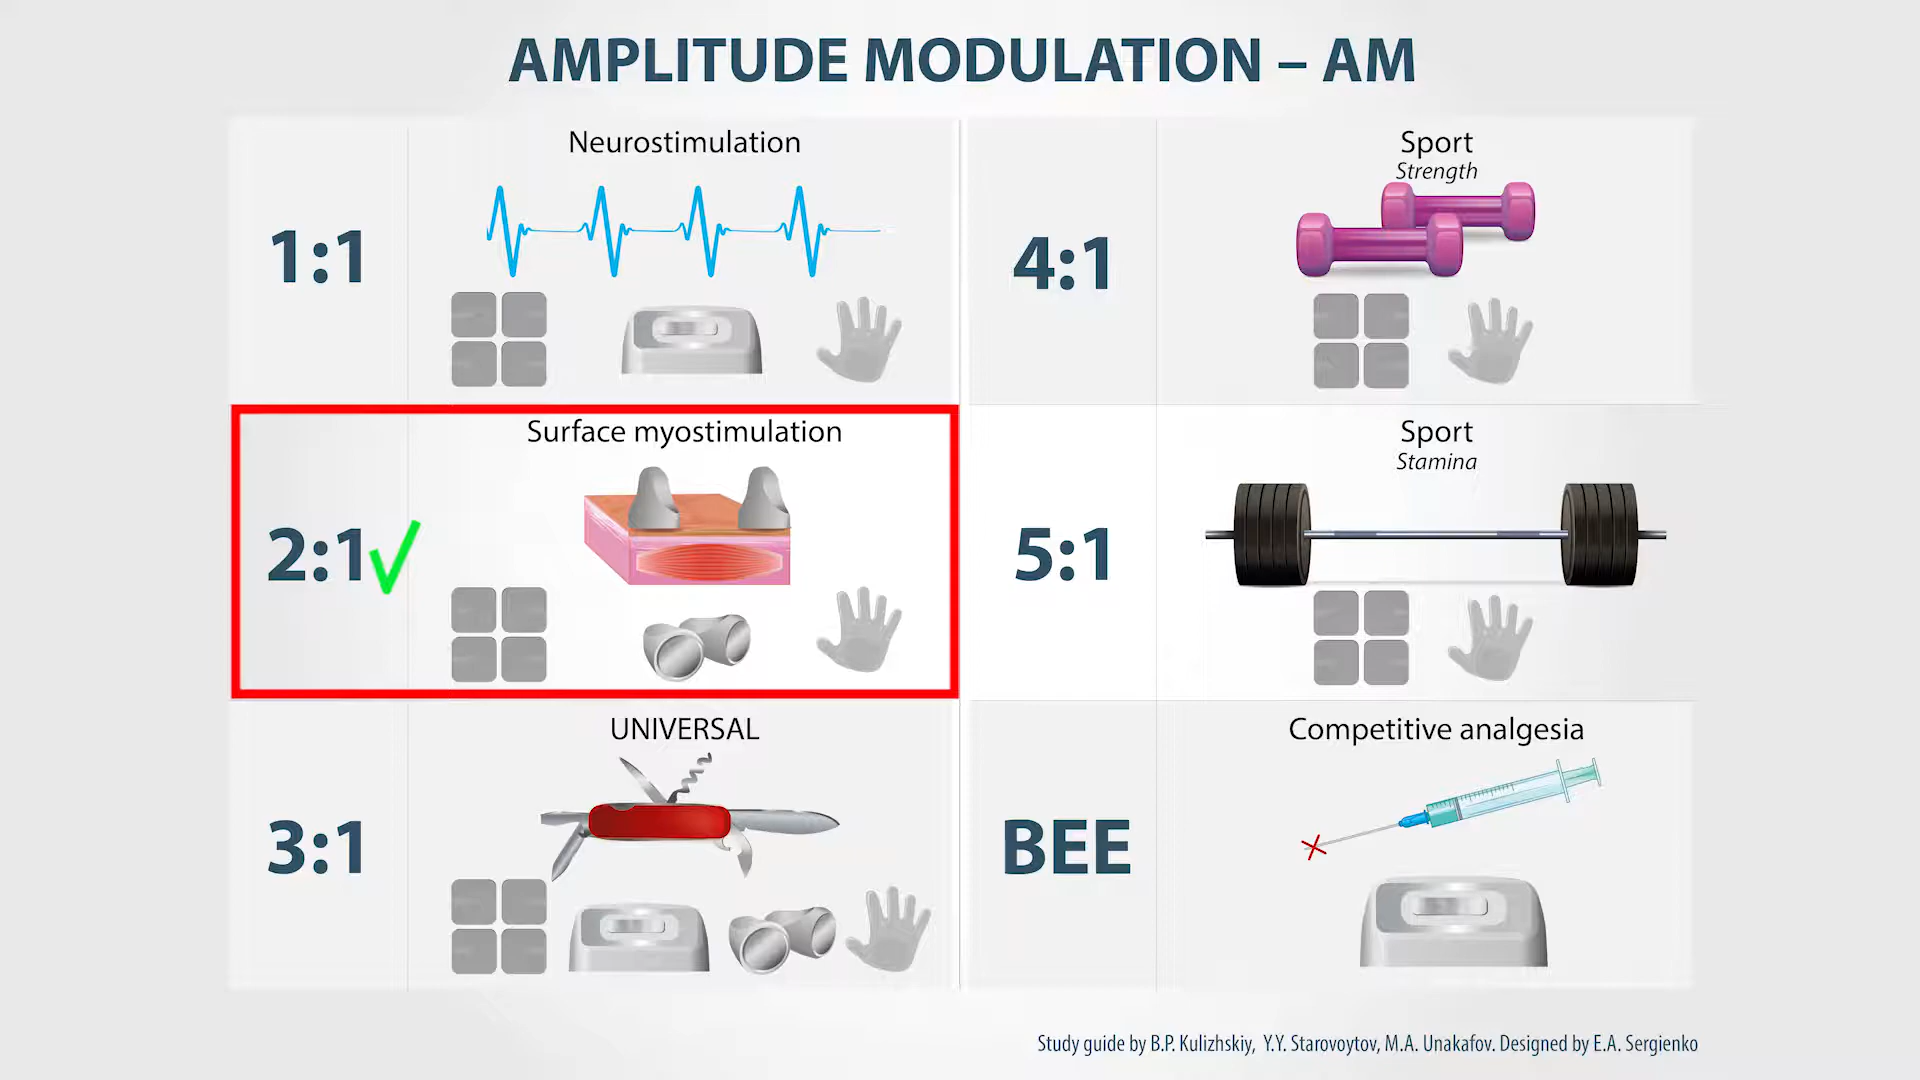 AMPLITUDE MODULATION – AM
1:1
Neurostimulation
4:1
Sport
Strength
2:1
Surface myostimulation
5:1
Sport
Stamina
3:1
UNIVERSAL
BEE
Competitive analgesia
Study guide by B.P. Kulizhskiy, Y.Y. Starovoytov, M.A. Unakafov. Designed by E.A. Sergienko